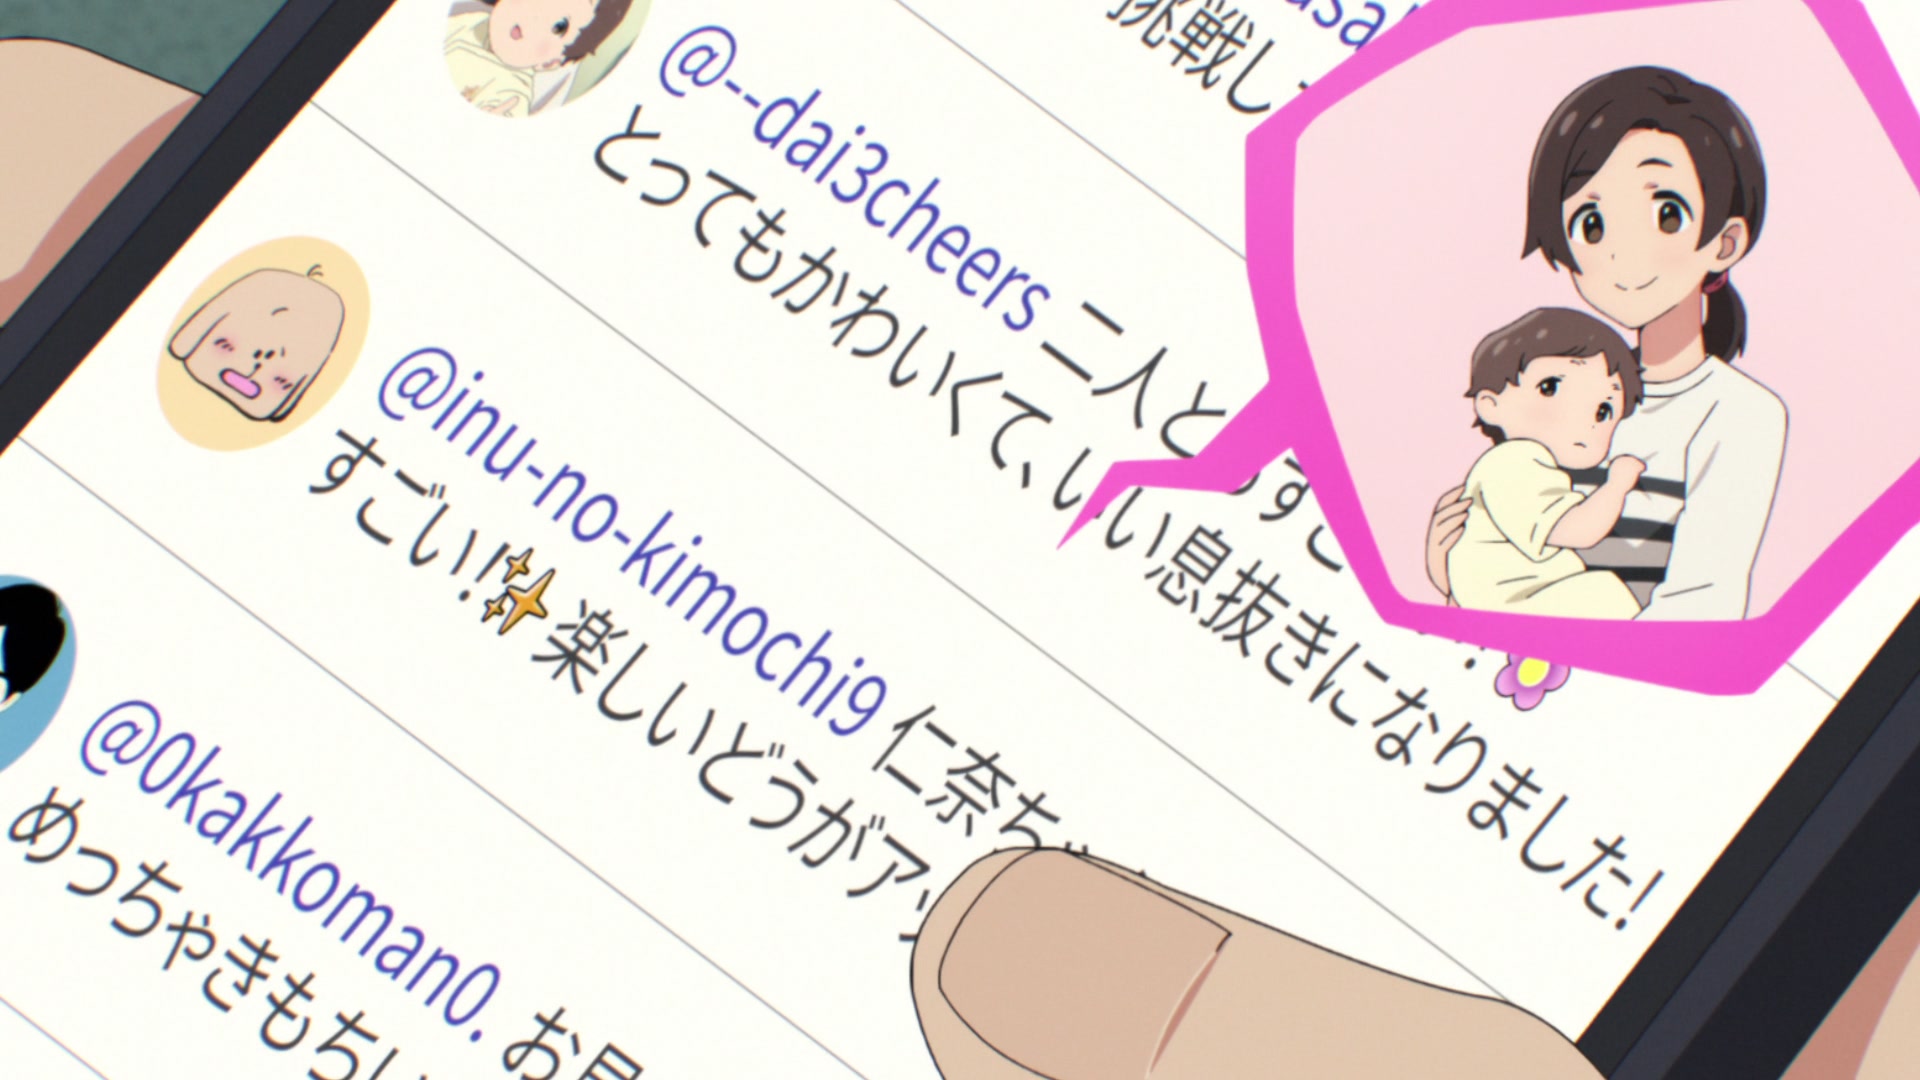 挑戦し
@--dai3cheers 二人と
とってもかわいくて、いい息抜きになりました!
@inu-no-kimochi9 仁奈ち
すごい!✨楽しいどうがア
@0kakkoman0. お
めっちゃきもちい